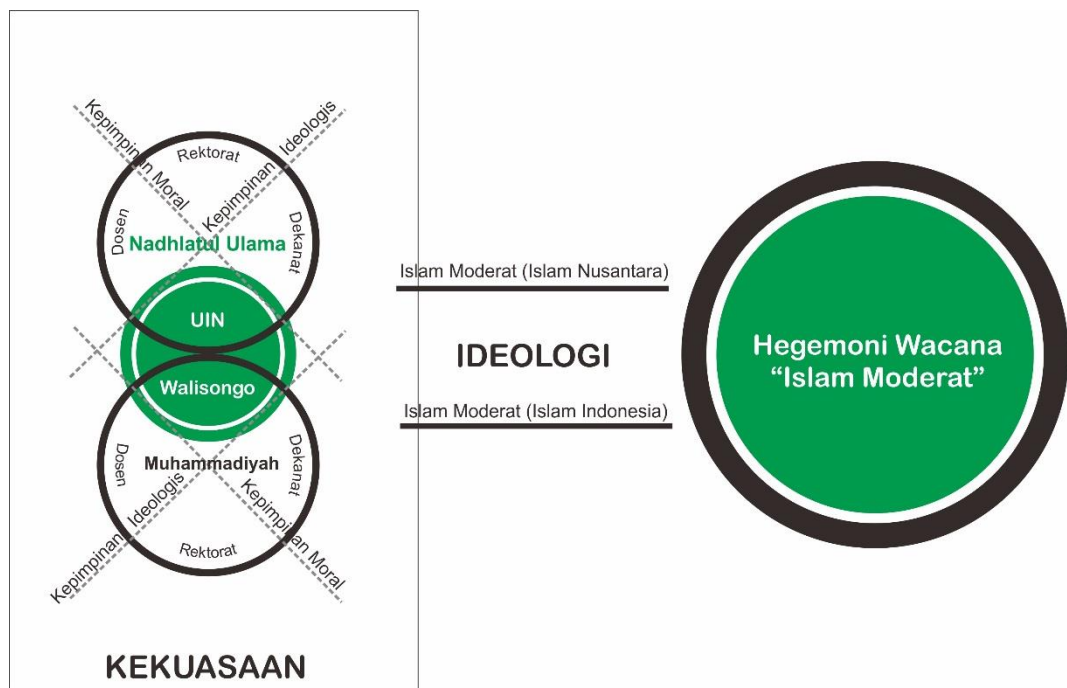 Kepimpinan Moral
Kepimpinan Ideologis
Rektorat
Dosen
Dekanat
Nadhlatul Ulama
UIN
Walisongo
Dosen
Muhammadiyah
Dekanat
Kepimpinan Ideologis
Kepimpinan Moral
Rektorat
KEKUASAAN
Islam Moderat (Islam Nusantara)
IDEOLOGI
Islam Moderat (Islam Indonesia)
Hegemoni Wacana
“Islam Moderat”